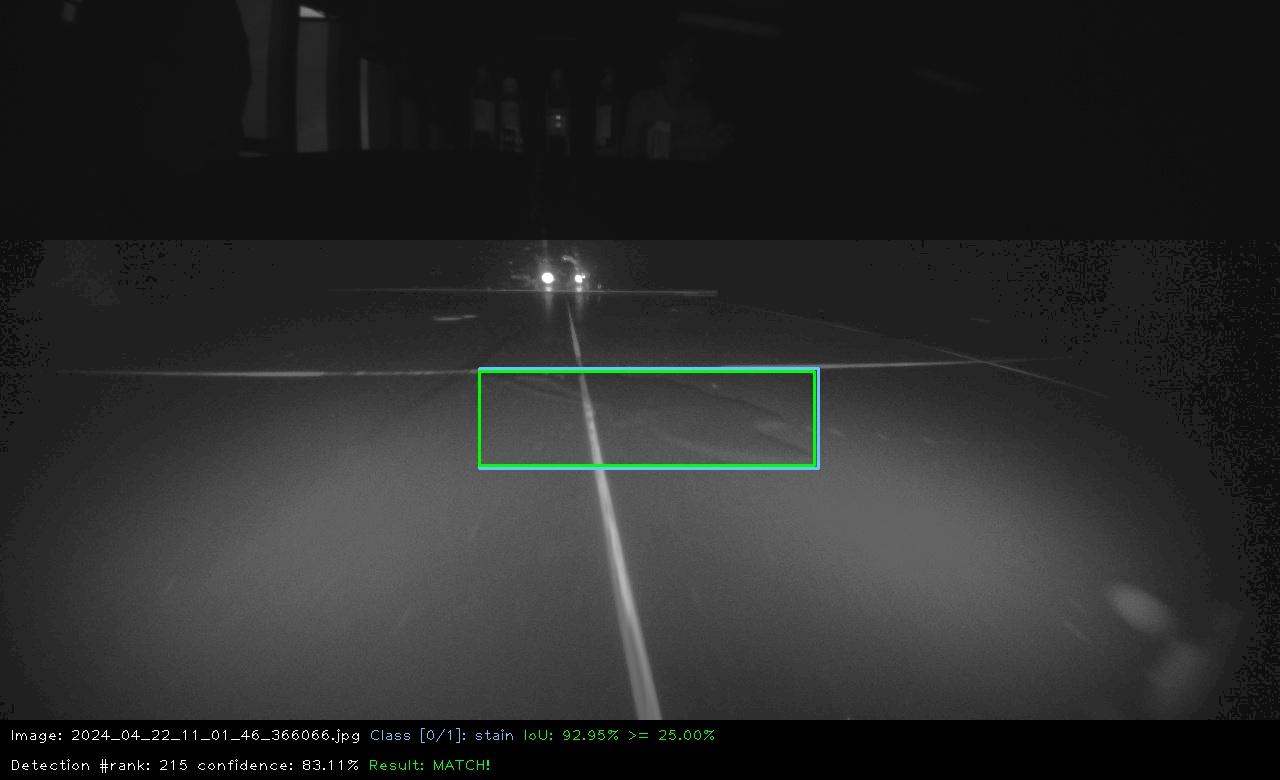 Image: 2024_04_22_11_01_46_366066.jpg Class [0/1]: stain IoU: 92.95% >= 25.00%
Detection #rank: 215 confidence: 83.11% Result: MATCH!